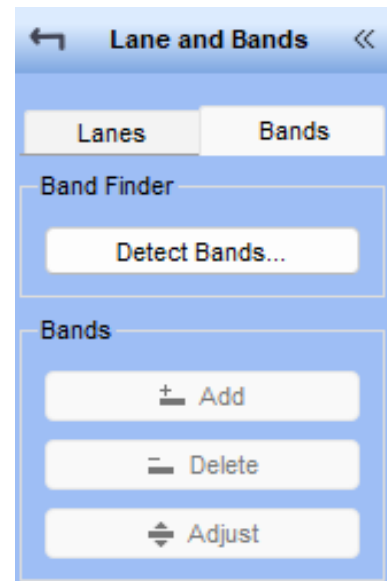 Lane and Bands
Lanes
Bands
Band Finder
Detect Bands...
Bands
Add
Delete
Adjust